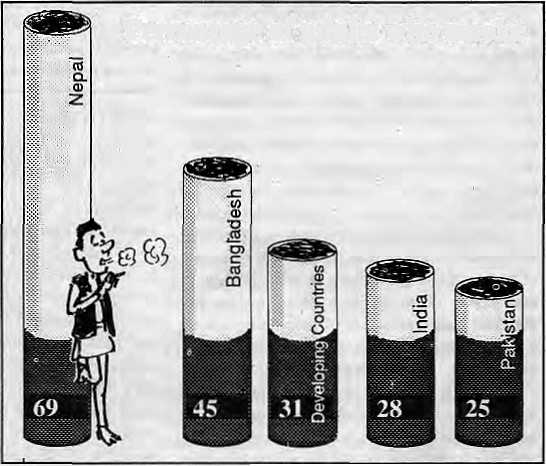 Nepal
69
Bangladesh
45
Developing Countries
31
India
28
Pakistan
25